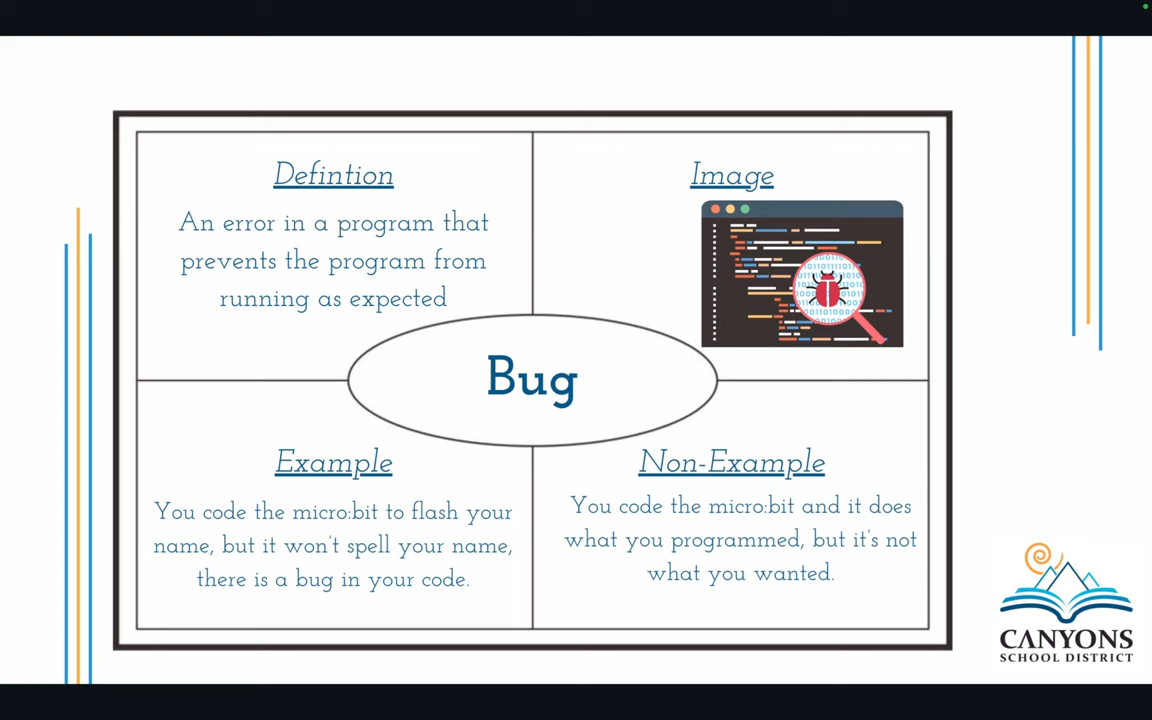 Defintion
An error in a program that
prevents the program from
running as expected
Image
Bug
Example
You code the micro:bit to flash your
name, but it won't spell your name,
there is a bug in your code.
Non-Example
You code the micro:bit and it does
what you programmed, but it's not
what you wanted.
CANYONS
SCHOOL DISTRICT